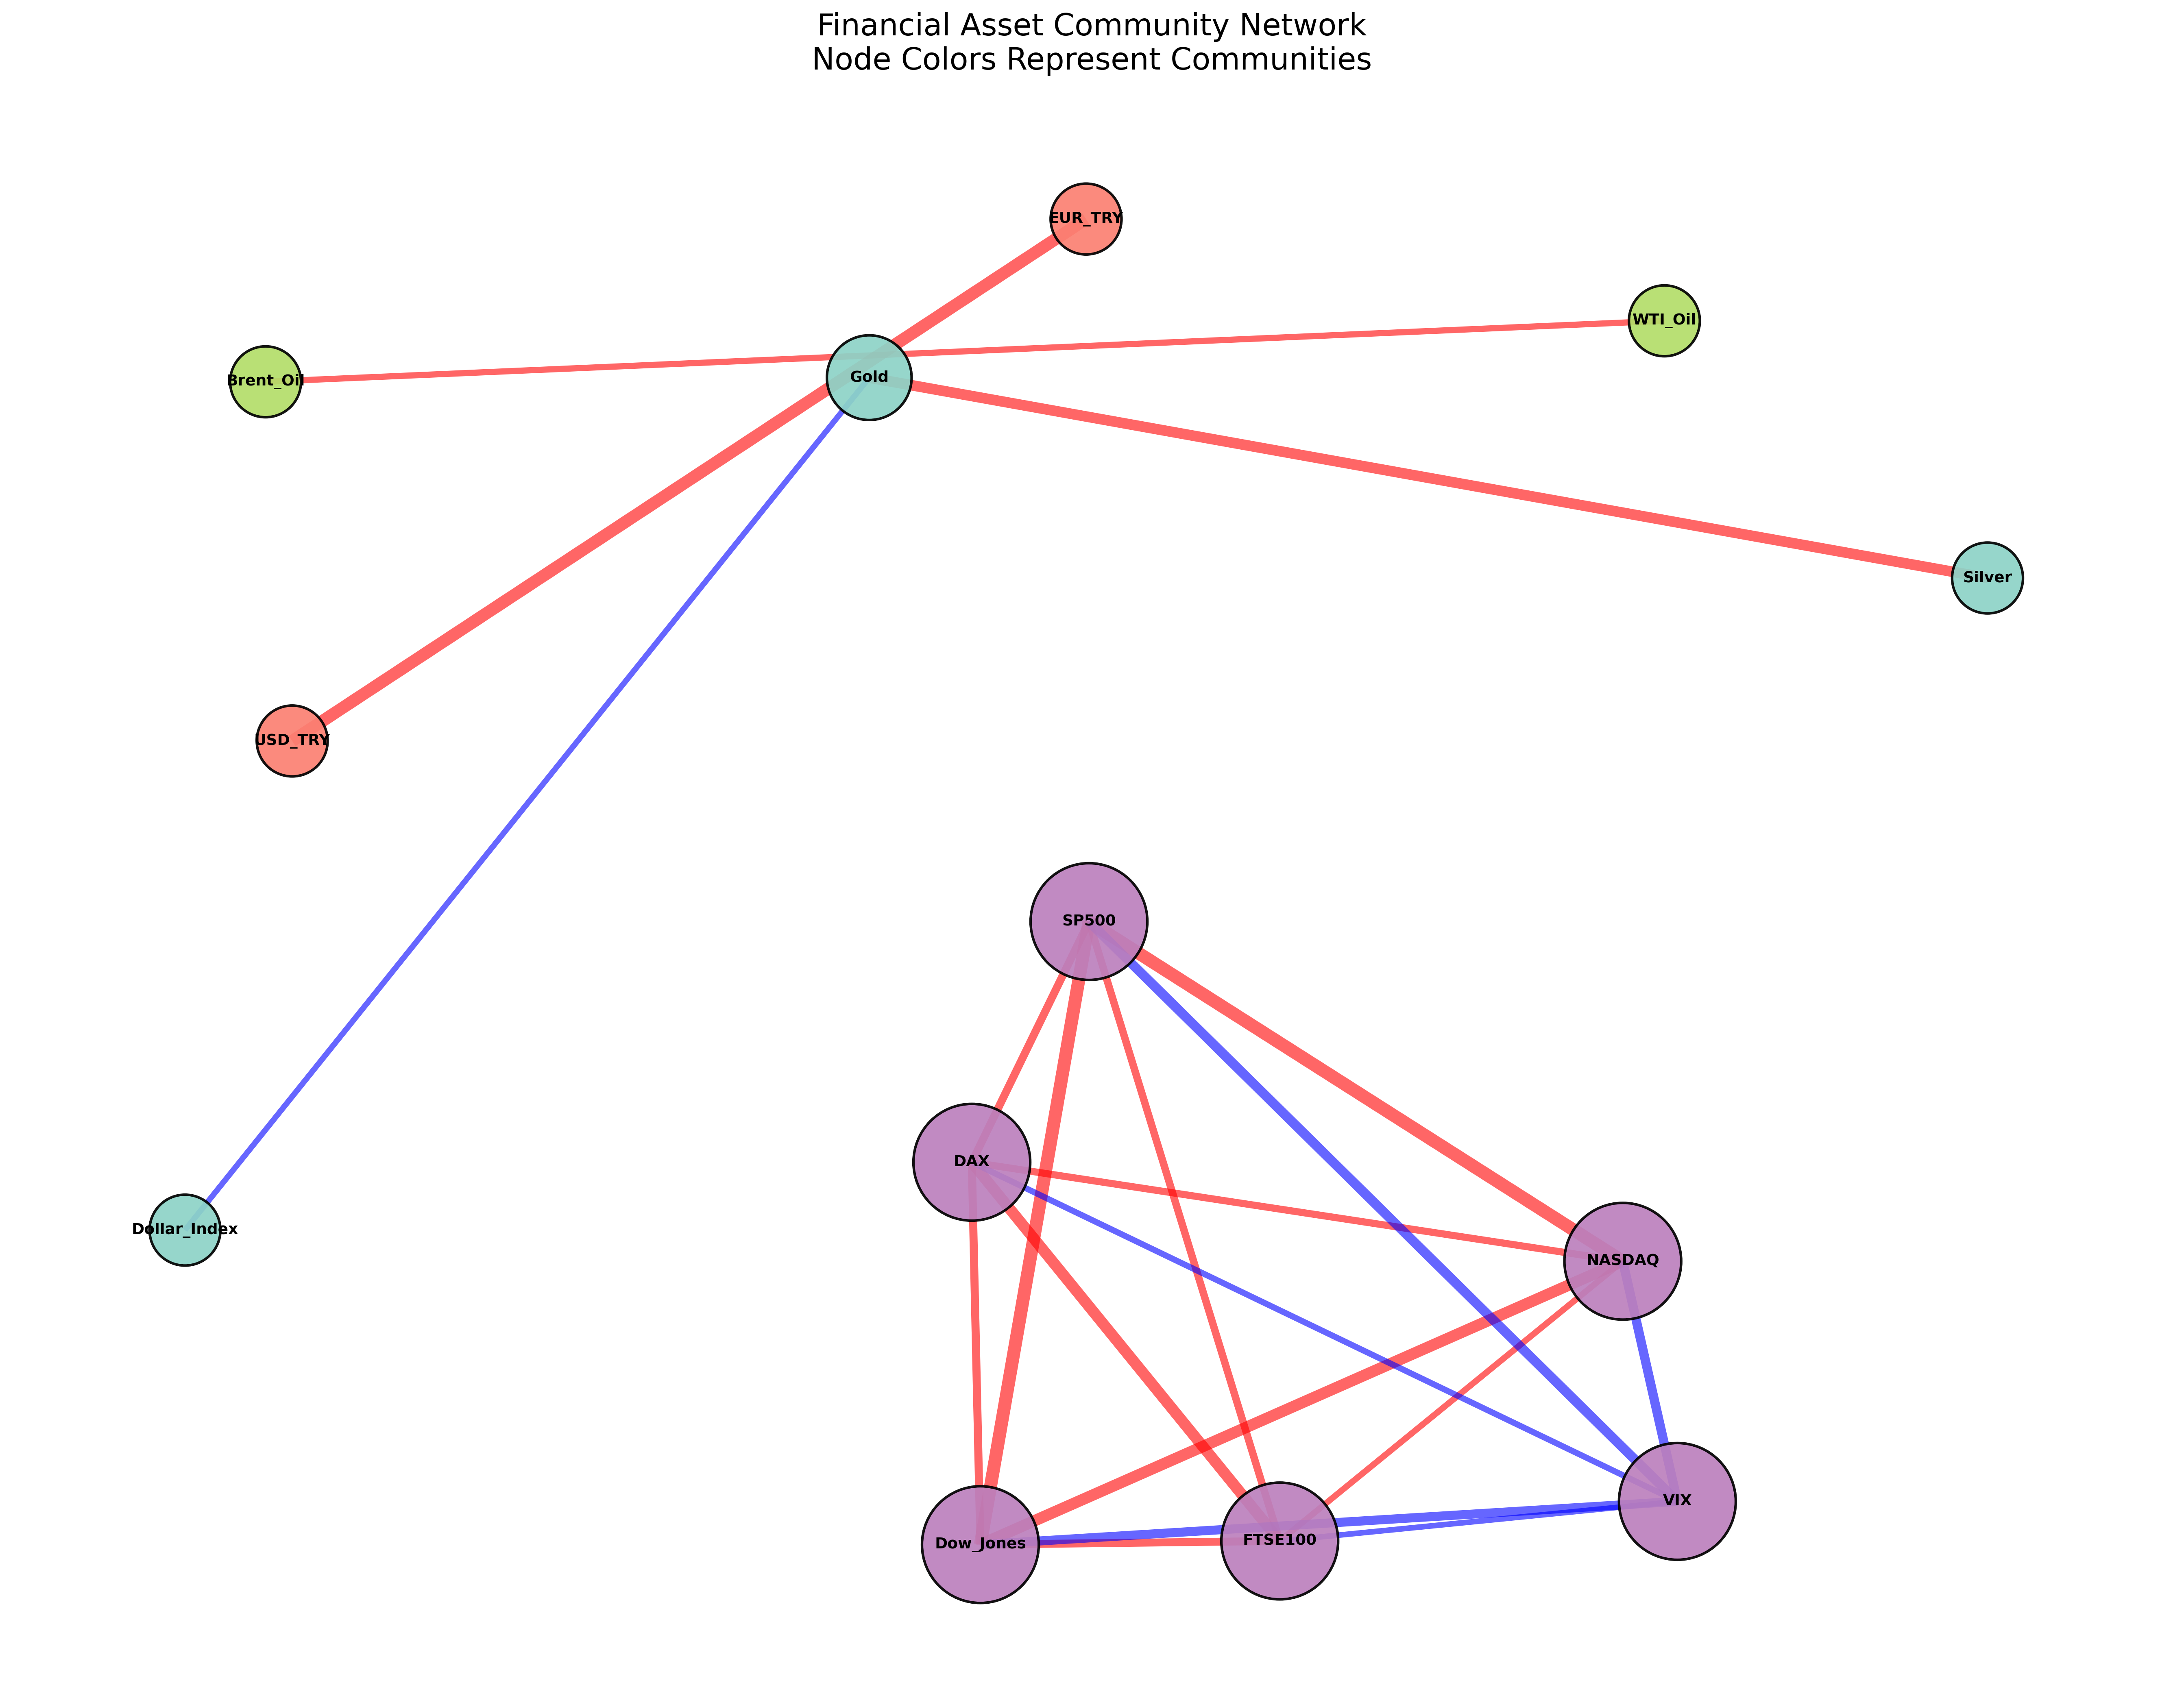 Financial Asset Community Network
Node Colors Represent Communities
EUR_TRY
WTI_Oil
Gold
Brent_Oil
Silver
USD_TRY
SP500
DAX
Dollar_Index
NASDAQ
VIX
FTSE100
Dow_Jones